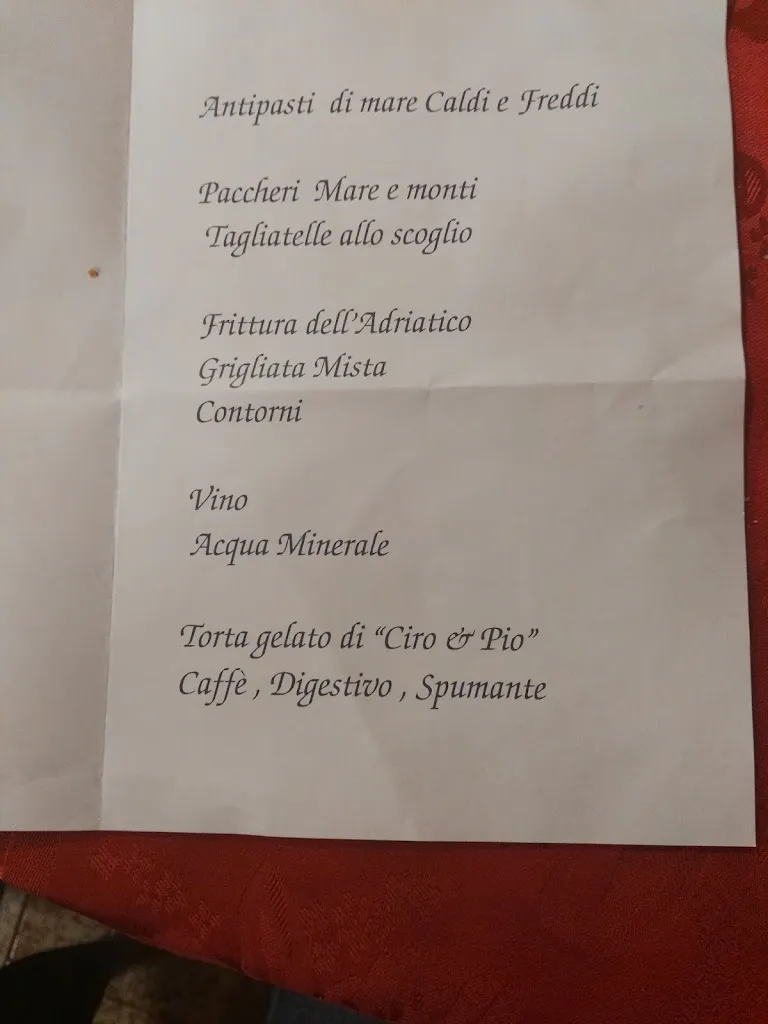 Antipasti di mare Caldi e Freddi
Paccheri Mare e monti
Tagliatelle allo scoglio
Frittura dell'Adriatico
Grigliata Mista
Contorni
Vino
Acqua Minerale
Torta gelato di “Ciro & Pio”
Caffè , Digestivo , Spumante